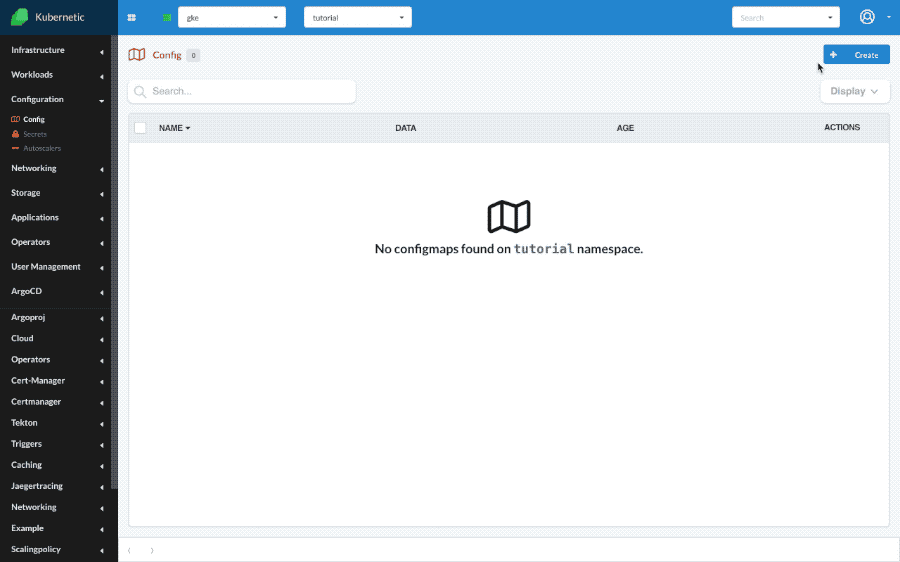 Kubernetic
gke
tutorial
Search
Infrastructure
Workloads
Configuration
Config
Secrets
Autoscalers
Networking
Storage
Applications
Operators
User Management
ArgoCD
Argoproj
Cloud
Operators
Cert-Manager
Certmanager
Tekton
Triggers
Caching
Jaegertracing
Networking
Example
Scalingpolicy
Config 0
Create
Search...
Display
NAME DATA AGE ACTIONS
No configmaps found on tutorial namespace.